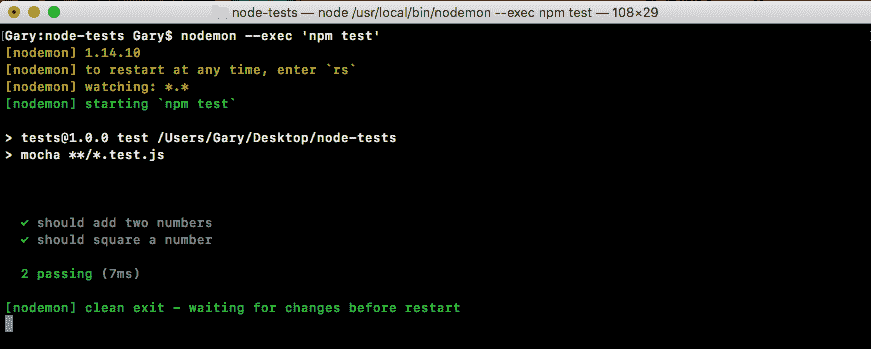 node-tests — node /usr/local/bin/nodemon --exec npm test — 108×29
Gary:node-tests Gary$ nodemon --exec 'npm test'
[nodemon] 1.14.10
[nodemon] to restart at any time, enter `rs`
[nodemon] watching: *.*
[nodemon] starting `npm test`
> tests@1.0.0 test /Users/Gary/Desktop/node-tests
> mocha **/*.test.js
✓ should add two numbers
✓ should square a number
2 passing (7ms)
[nodemon] clean exit - waiting for changes before restart